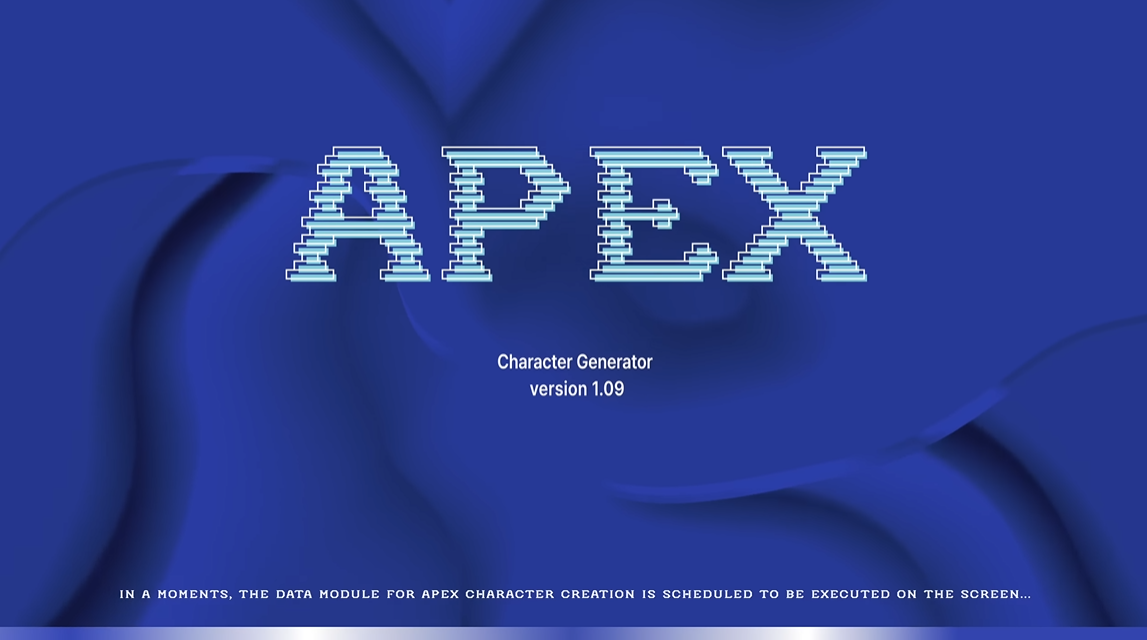 APEX
Character Generator
version 1.09
IN A MOMENTS, THE DATA MODULE FOR APEX CHARACTER CREATION IS SCHEDULED TO BE EXECUTED ON THE SCREEN...